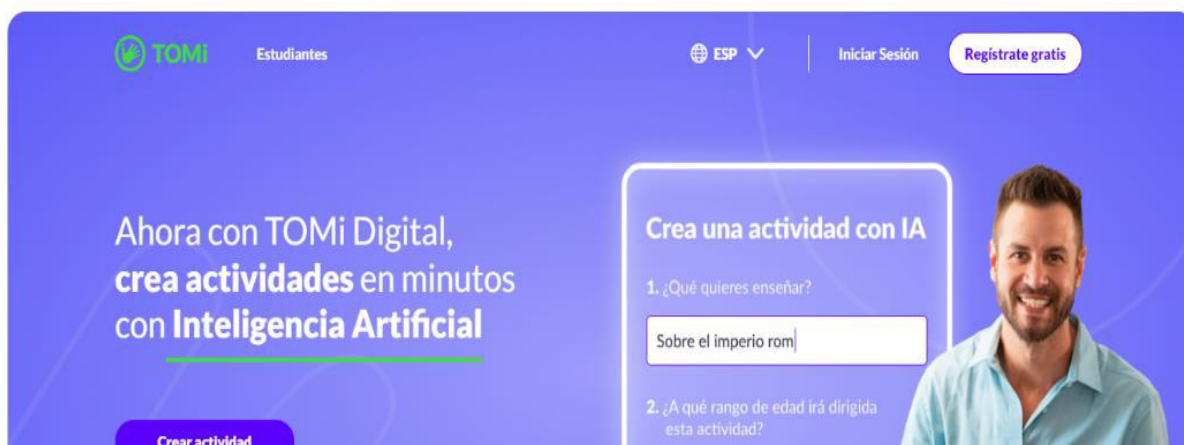 TOMi
Estudiantes
ESP
Iniciar Sesión
Regístrate gratis
Ahora con TOMi Digital,
crea actividades en minutos
con Inteligencia Artificial
Crear actividad
Crea una actividad con IA
1. ¿Qué quieres enseñar?
Sobre el imperio rom
2. ¿A qué rango de edad irá dirigida
esta actividad?